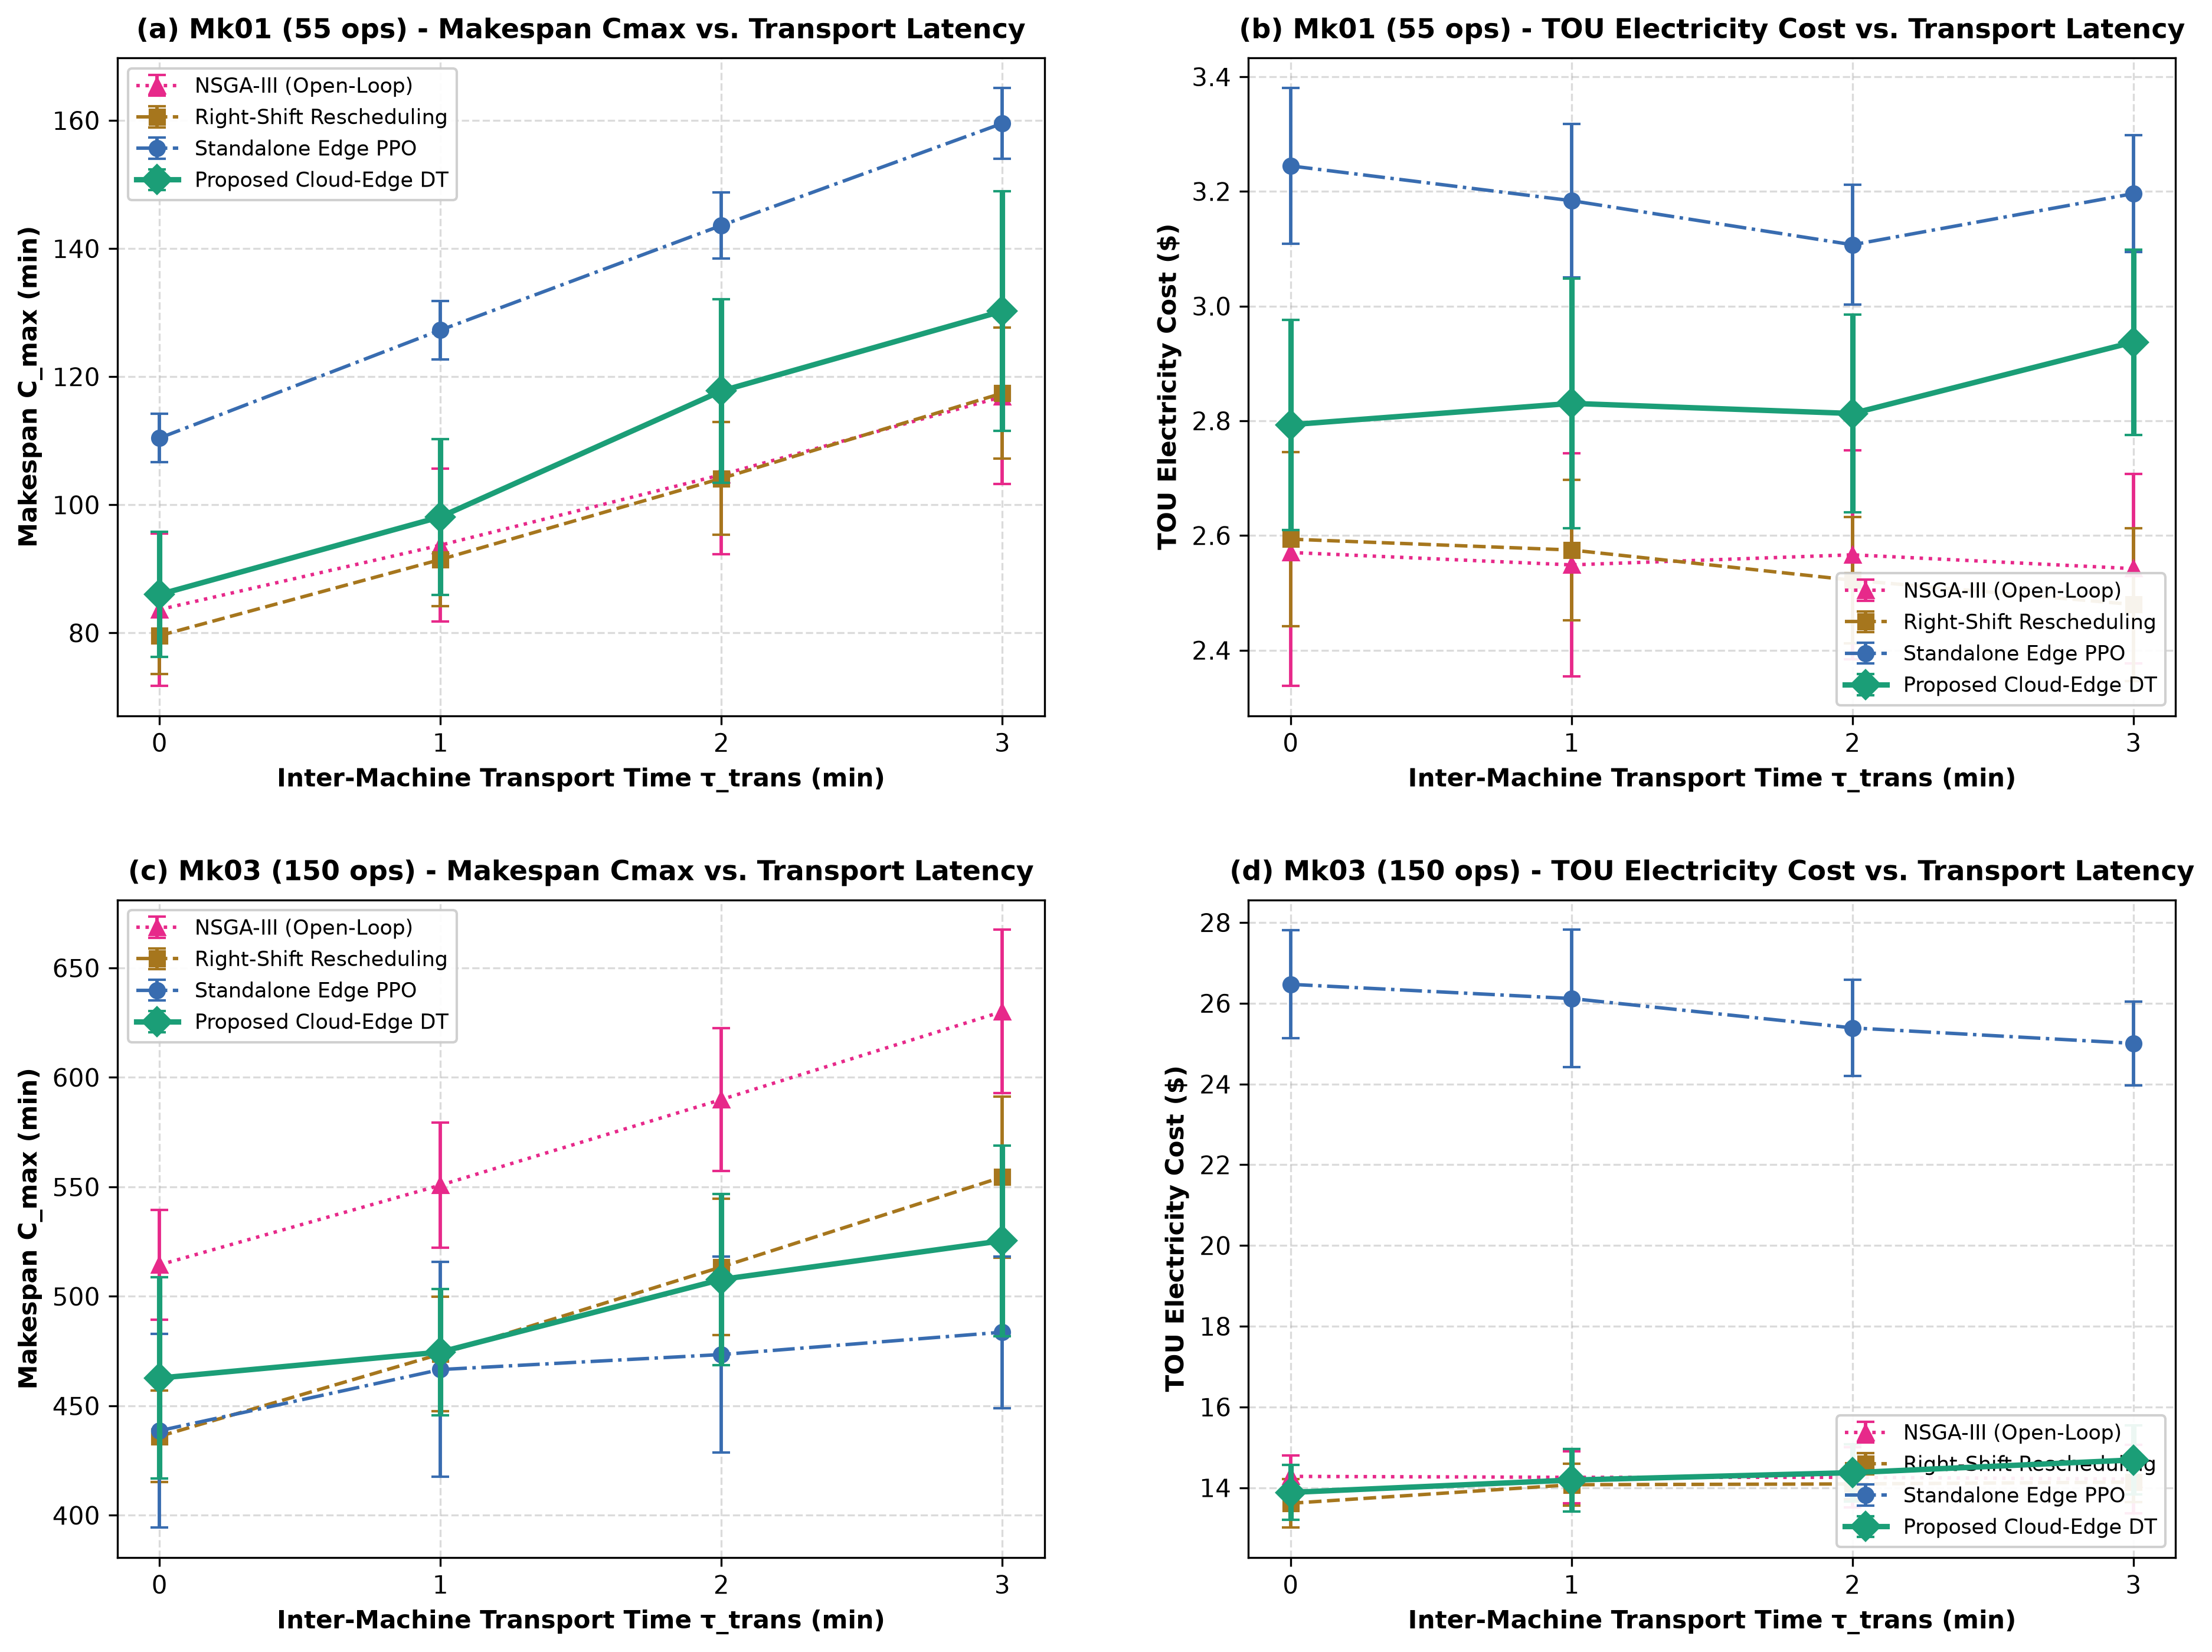 (a) Mk01 (55 ops) - Makespan Cmax vs. Transport Latency
Makespan C_max (min)
160
140
120
100
80
NSGA-III (Open-Loop)
Right-Shift Rescheduling
Standalone Edge PPO
Proposed Cloud-Edge DT
0 1 2 3
Inter-Machine Transport Time τ_trans (min)
(b) Mk01 (55 ops) - TOU Electricity Cost vs. Transport Latency
TOU Electricity Cost ($)
3.4
3.2
3.0
2.8
2.6
2.4
NSGA-III (Open-Loop)
Right-Shift Rescheduling
Standalone Edge PPO
Proposed Cloud-Edge DT
0 1 2 3
Inter-Machine Transport Time τ_trans (min)
(c) Mk03 (150 ops) - Makespan Cmax vs. Transport Latency
Makespan C_max (min)
650
600
550
500
450
400
NSGA-III (Open-Loop)
Right-Shift Rescheduling
Standalone Edge PPO
Proposed Cloud-Edge DT
0 1 2 3
Inter-Machine Transport Time τ_trans (min)
(d) Mk03 (150 ops) - TOU Electricity Cost vs. Transport Latency
TOU Electricity Cost ($)
28
26
24
22
20
18
16
14
NSGA-III (Open-Loop)
Right-Shift Rescheduling
Standalone Edge PPO
Proposed Cloud-Edge DT
0 1 2 3
Inter-Machine Transport Time τ_trans (min)